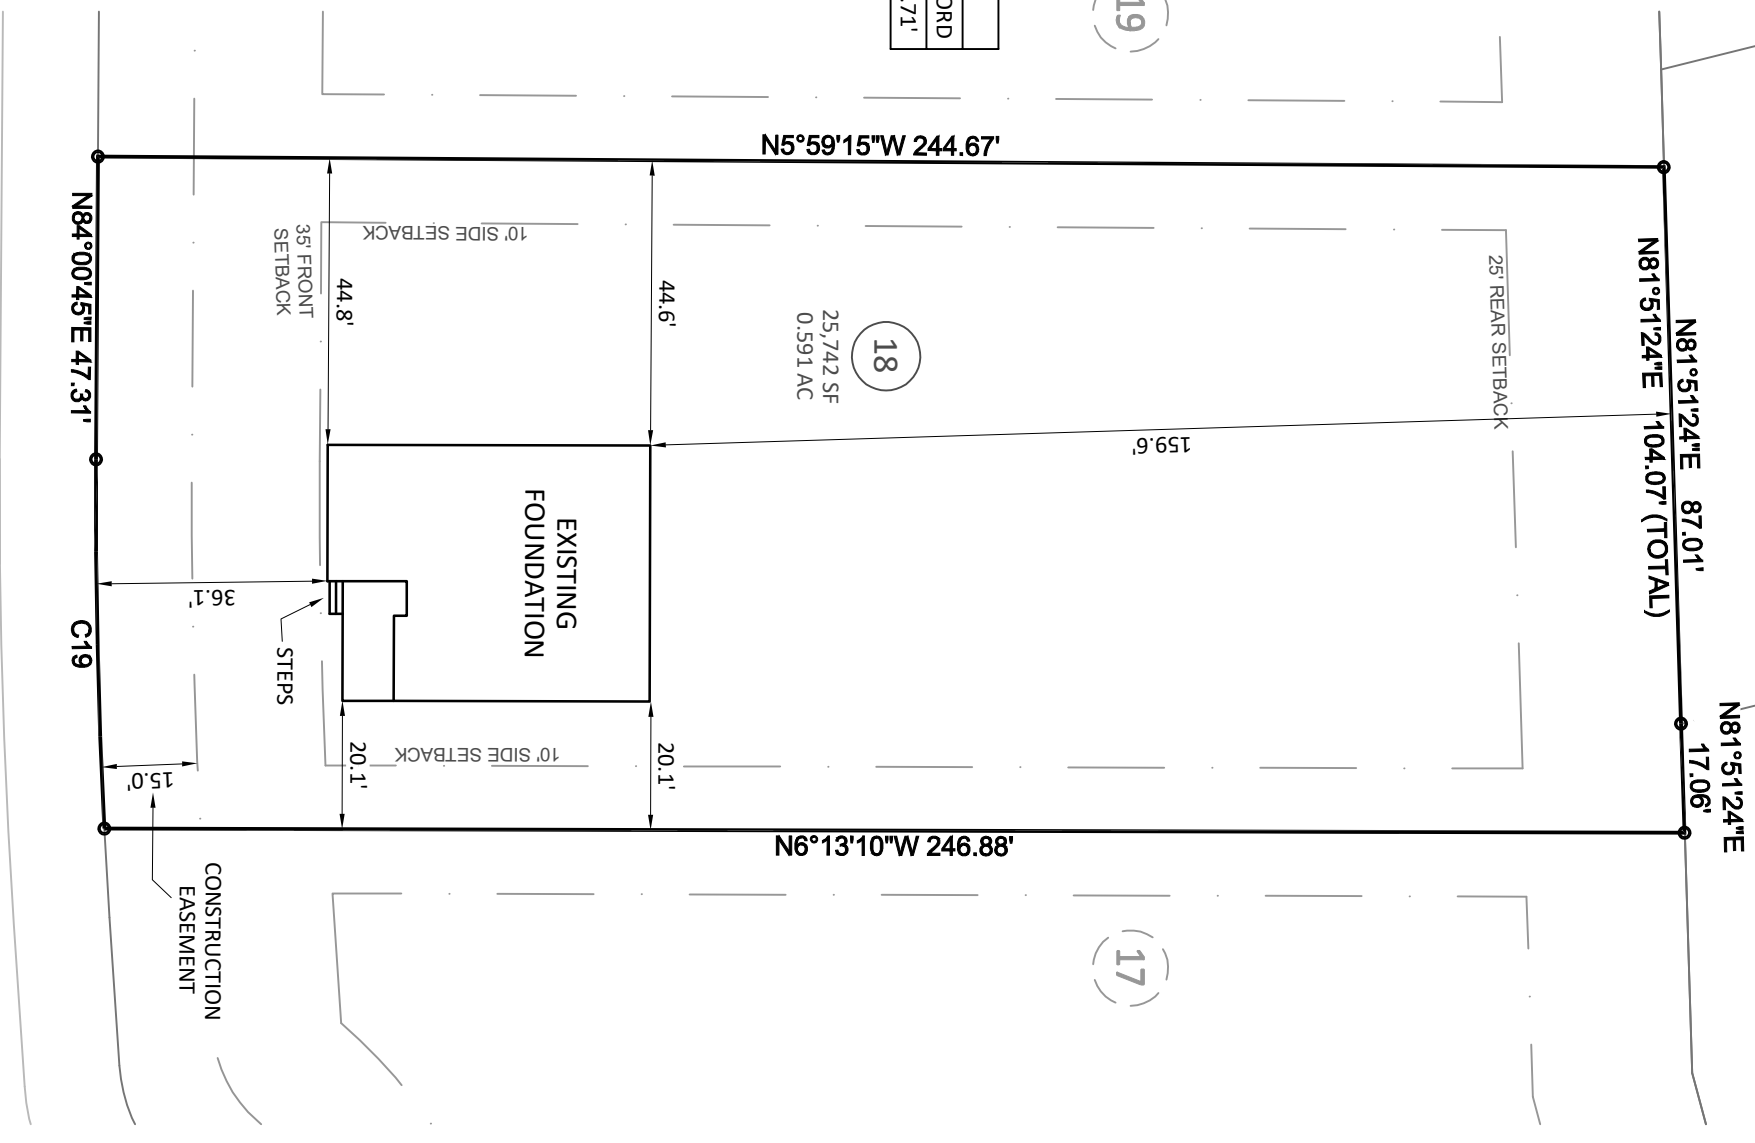 19
ORD
.71'
N5°59'15"W 244.67'
N81°51'24"E 87.01'
N81°51'24"E 104.07' (TOTAL)
N81°51'24"E
17.06'
25' REAR SETBACK
10' SIDE SETBACK
35' FRONT
SETBACK
44.8'
44.6'
18
25,742 SF
0.591 AC
159.6'
N84°00'45"E 47.31'
EXISTING
FOUNDATION
36.1'
STEPS
C19
20.1'
10' SIDE SETBACK
20.1'
15.0'
N6°13'10"W 246.88'
CONSTRUCTION
EASEMENT
17